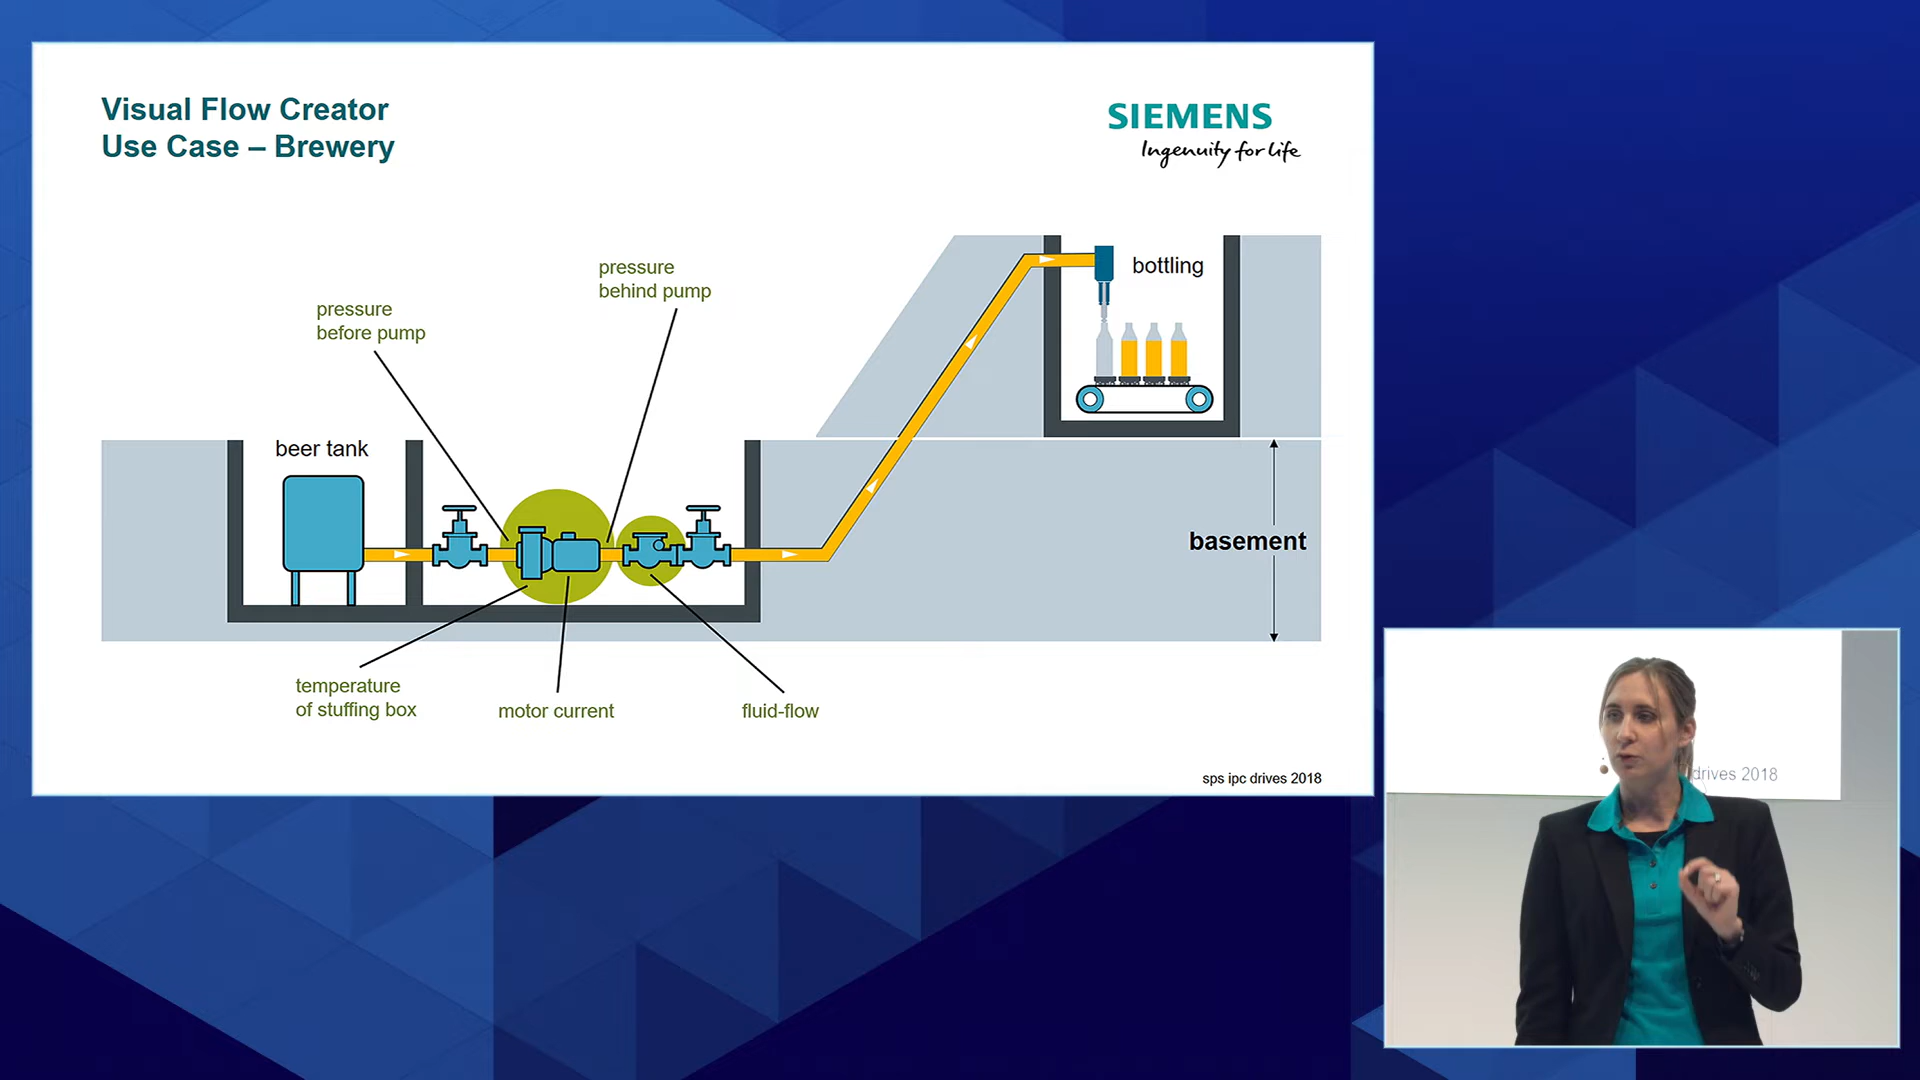 Visual Flow Creator
Use Case – Brewery
SIEMENS
Ingenuity for life
pressure
behind pump
pressure
before pump
bottling
beer tank
basement
temperature
of stuffing box
motor current
fluid-flow
sps ipc drives 2018
drives 2018